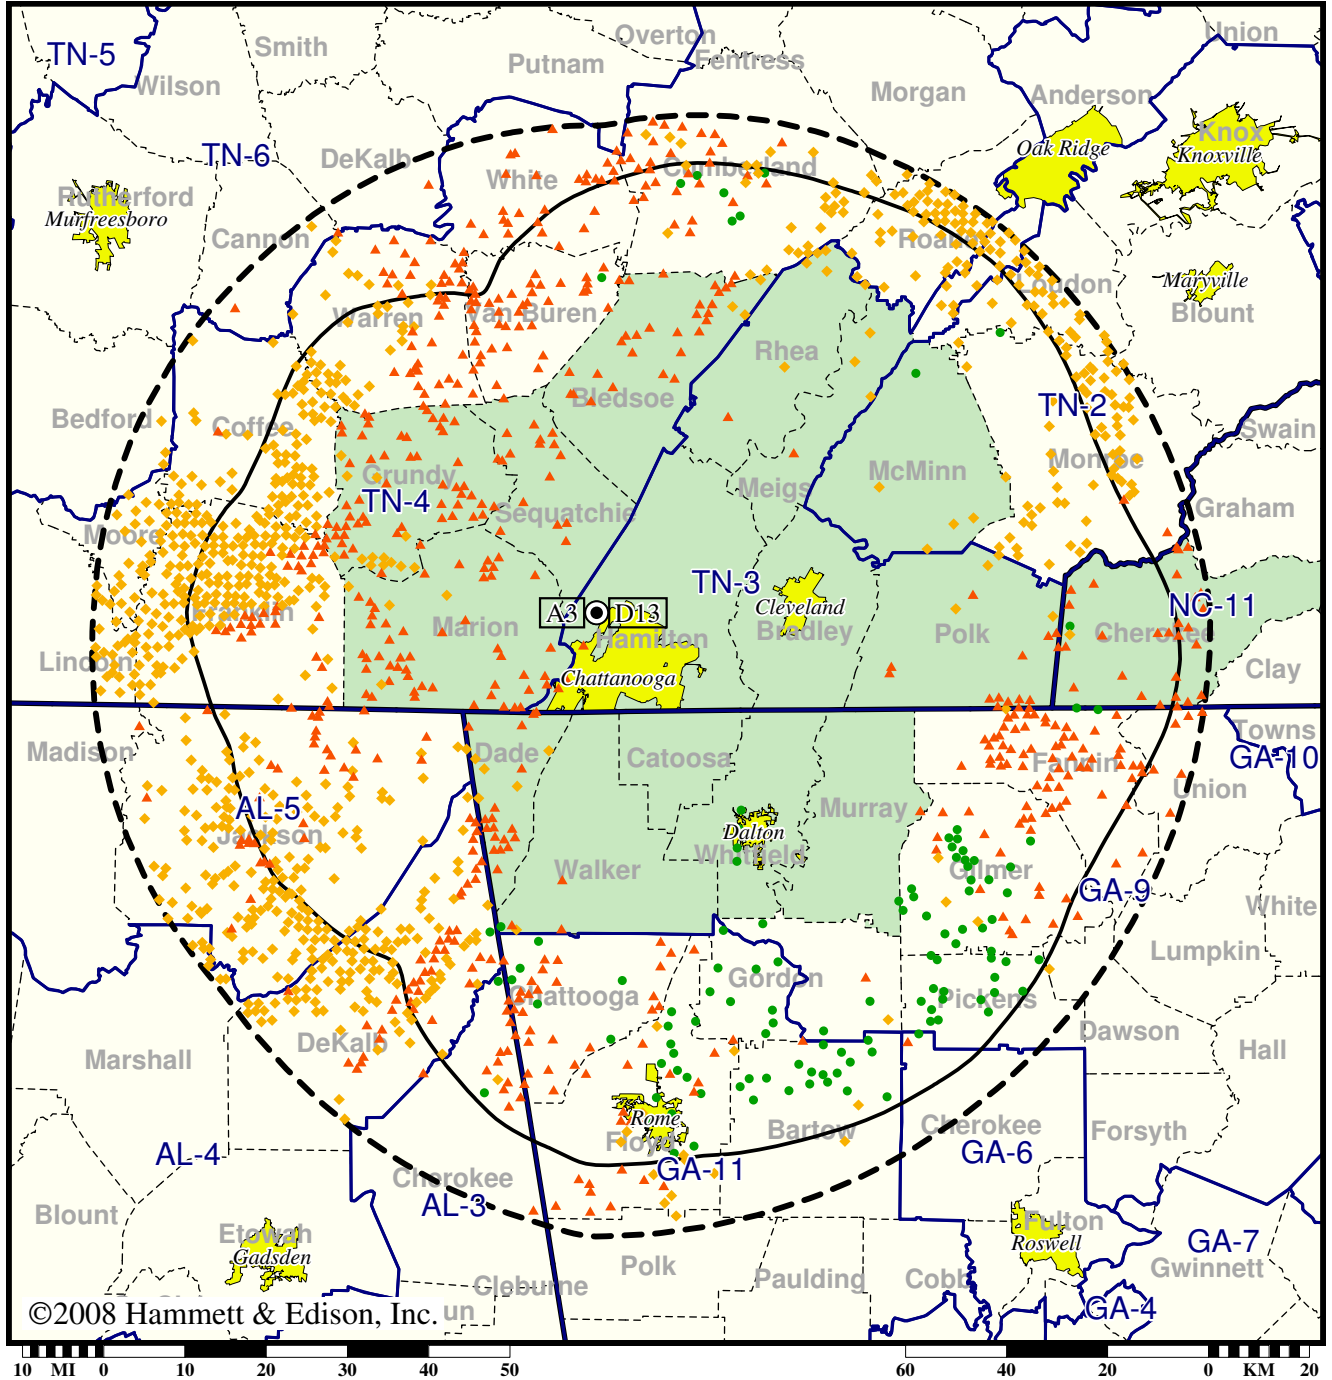 Overton
Union
Smith
TN-5
Fentress
Putnam
Wilson
Morgan
Anderson
Knox
Oak Ridge
Knoxville
TN-6
DeKalb
White
Cumberland
Rutherford
Murfreesboro
Cannon
Roane
Maryville
Loudon
Blount
Warren
Van Buren
Rhea
Bledsoe
TN-2
Bedford
Coffee
Swain
Monroe
Grundy
McMinn
Meigs
TN-4
Sequatchie
Graham
Moore
TN-3
Cleveland
NC-11
A3
D13
Franklin
Marion
Hamilton
Bradley
Polk
Cherokee
Lincoln
Chattanooga
Clay
Towns
Madison
Dade
Catoosa
Fannin
GA-10
Union
AL-5
Murray
Jackson
Dalton
Whitfield
Walker
Gilmer
GA-9
White
Lumpkin
Gordon
Chattooga
Pickens
Dawson
DeKalb
Hall
Marshall
Rome
Cherokee
Floyd
Bartow
Forsyth
AL-4
GA-6
GA-11
Cherokee
AL-3
Blount
Etowah
Fulton
Gadsden
Roswell
GA-7
Polk
Gwinnett
Cleburne
Paulding
Cobb
GA-4
©2008 Hammett & Edison, Inc.
10 MI 0 10 20 30 40 50 60 40 20 0 KM 20